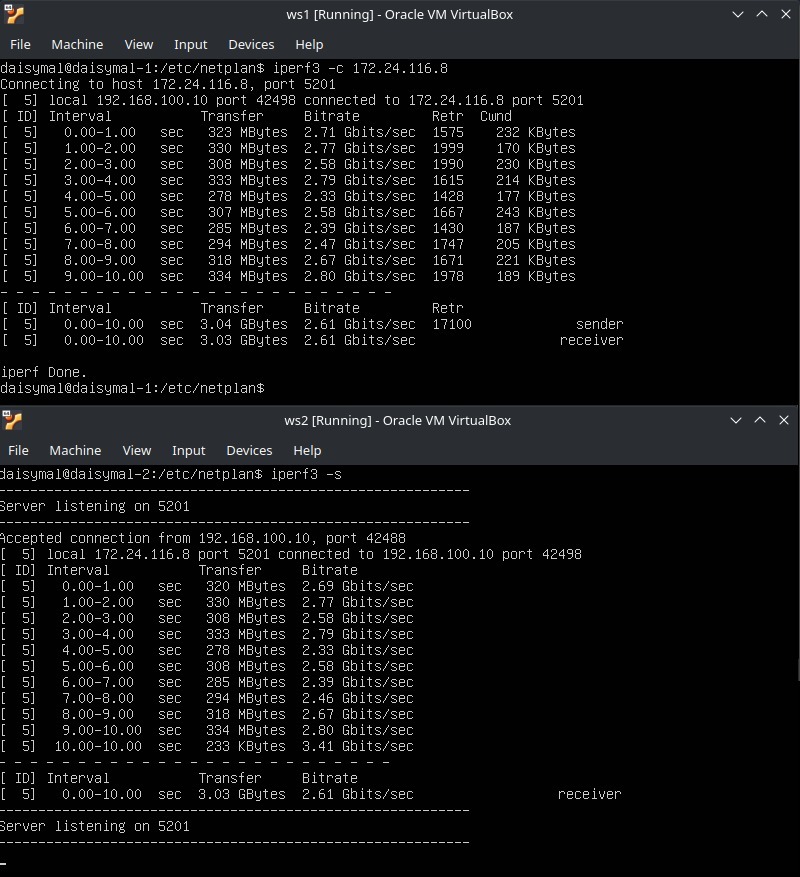 ws1 [Running] - Oracle VM VirtualBox
File Machine View Input Devices Help
daisymal@daisymal-1:/etc/netplan$ iperf3 -c 172.24.116.8
Connecting to host 172.24.116.8, port 5201
[  5] local 192.168.100.10 port 42498 connected to 172.24.116.8 port 5201
[ ID] Interval           Transfer     Bitrate         Retr  Cwnd
[  5]   0.00-1.00   sec   323 MBytes  2.71 Gbits/sec  1575    232 KBytes
[  5]   1.00-2.00   sec   330 MBytes  2.77 Gbits/sec  1999    170 KBytes
[  5]   2.00-3.00   sec   308 MBytes  2.58 Gbits/sec  1990    230 KBytes
[  5]   3.00-4.00   sec   333 MBytes  2.79 Gbits/sec  1615    214 KBytes
[  5]   4.00-5.00   sec   278 MBytes  2.33 Gbits/sec  1428    177 KBytes
[  5]   5.00-6.00   sec   307 MBytes  2.58 Gbits/sec  1667    243 KBytes
[  5]   6.00-7.00   sec   285 MBytes  2.39 Gbits/sec  1430    187 KBytes
[  5]   7.00-8.00   sec   294 MBytes  2.47 Gbits/sec  1747    205 KBytes
[  5]   8.00-9.00   sec   318 MBytes  2.67 Gbits/sec  1671    221 KBytes
[  5]   9.00-10.00  sec   334 MBytes  2.80 Gbits/sec  1978    189 KBytes
- - - - - - - - - - - - - - - - - - - - - - - - -
[ ID] Interval           Transfer     Bitrate         Retr
[  5]   0.00-10.00  sec  3.04 GBytes  2.61 Gbits/sec  17100             sender
[  5]   0.00-10.00  sec  3.03 GBytes  2.61 Gbits/sec                  receiver
iperf Done.
daisymal@daisymal-1:/etc/netplan$
ws2 [Running] - Oracle VM VirtualBox
File Machine View Input Devices Help
daisymal@daisymal-2:/etc/netplan$ iperf3 -s
-----------------------------------------------------------
Server listening on 5201
-----------------------------------------------------------
Accepted connection from 192.168.100.10, port 42488
[  5] local 172.24.116.8 port 5201 connected to 192.168.100.10 port 42498
[ ID] Interval           Transfer     Bitrate
[  5]   0.00-1.00   sec   320 MBytes  2.69 Gbits/sec
[  5]   1.00-2.00   sec   330 MBytes  2.77 Gbits/sec
[  5]   2.00-3.00   sec   308 MBytes  2.58 Gbits/sec
[  5]   3.00-4.00   sec   333 MBytes  2.79 Gbits/sec
[  5]   4.00-5.00   sec   278 MBytes  2.33 Gbits/sec
[  5]   5.00-6.00   sec   308 MBytes  2.58 Gbits/sec
[  5]   6.00-7.00   sec   285 MBytes  2.39 Gbits/sec
[  5]   7.00-8.00   sec   294 MBytes  2.46 Gbits/sec
[  5]   8.00-9.00   sec   318 MBytes  2.67 Gbits/sec
[  5]   9.00-10.00  sec   334 MBytes  2.80 Gbits/sec
[  5]  10.00-10.00  sec   233 KBytes  3.41 Gbits/sec
- - - - - - - - - - - - - - - - - - - - - - - - -
[ ID] Interval           Transfer     Bitrate
[  5]   0.00-10.00  sec  3.03 GBytes  2.61 Gbits/sec                  receiver
-----------------------------------------------------------
Server listening on 5201
-----------------------------------------------------------